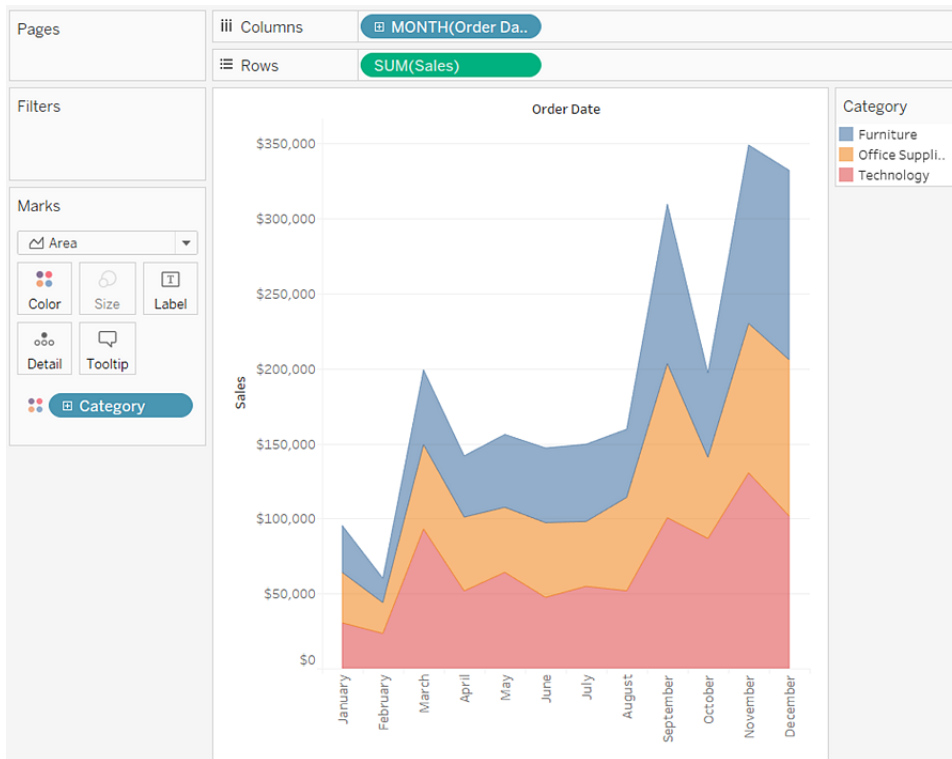 Pages
Columns
MONTH(Order Da..
Rows
SUM(Sales)
Filters
Marks
Area
Color
Size
Label
Detail
Tooltip
Category
Order Date
Sales
$350,000
$300,000
$250,000
$200,000
$150,000
$100,000
$50,000
$0
January
February
March
April
May
June
July
August
September
October
November
December
Category
Furniture
Office Suppli..
Technology